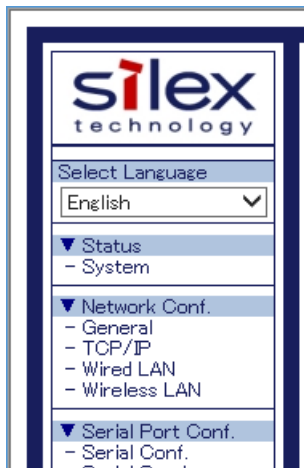 silex
technology
Select Language
English
▼ Status
- System
▼ Network Conf.
- General
- TCP/IP
- Wired LAN
- Wireless LAN
▼ Serial Port Conf.
- Serial Conf.